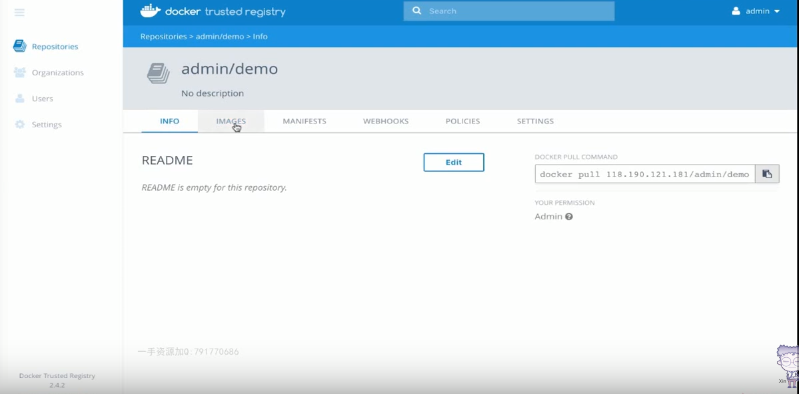 docker trusted registry
Search
admin
Repositories > admin/demo > Info
Repositories
Organizations
Users
Settings
admin/demo
No description
INFO
IMAGES
MANIFESTS
WEBHOOKS
POLICIES
SETTINGS
README
Edit
README is empty for this repository.
DOCKER PULL COMMAND
docker pull 118.190.121.181/admin/demo
YOUR PERMISSION
Admin
一手资源加Q:791770686
Docker Trusted Registry
2.4.2